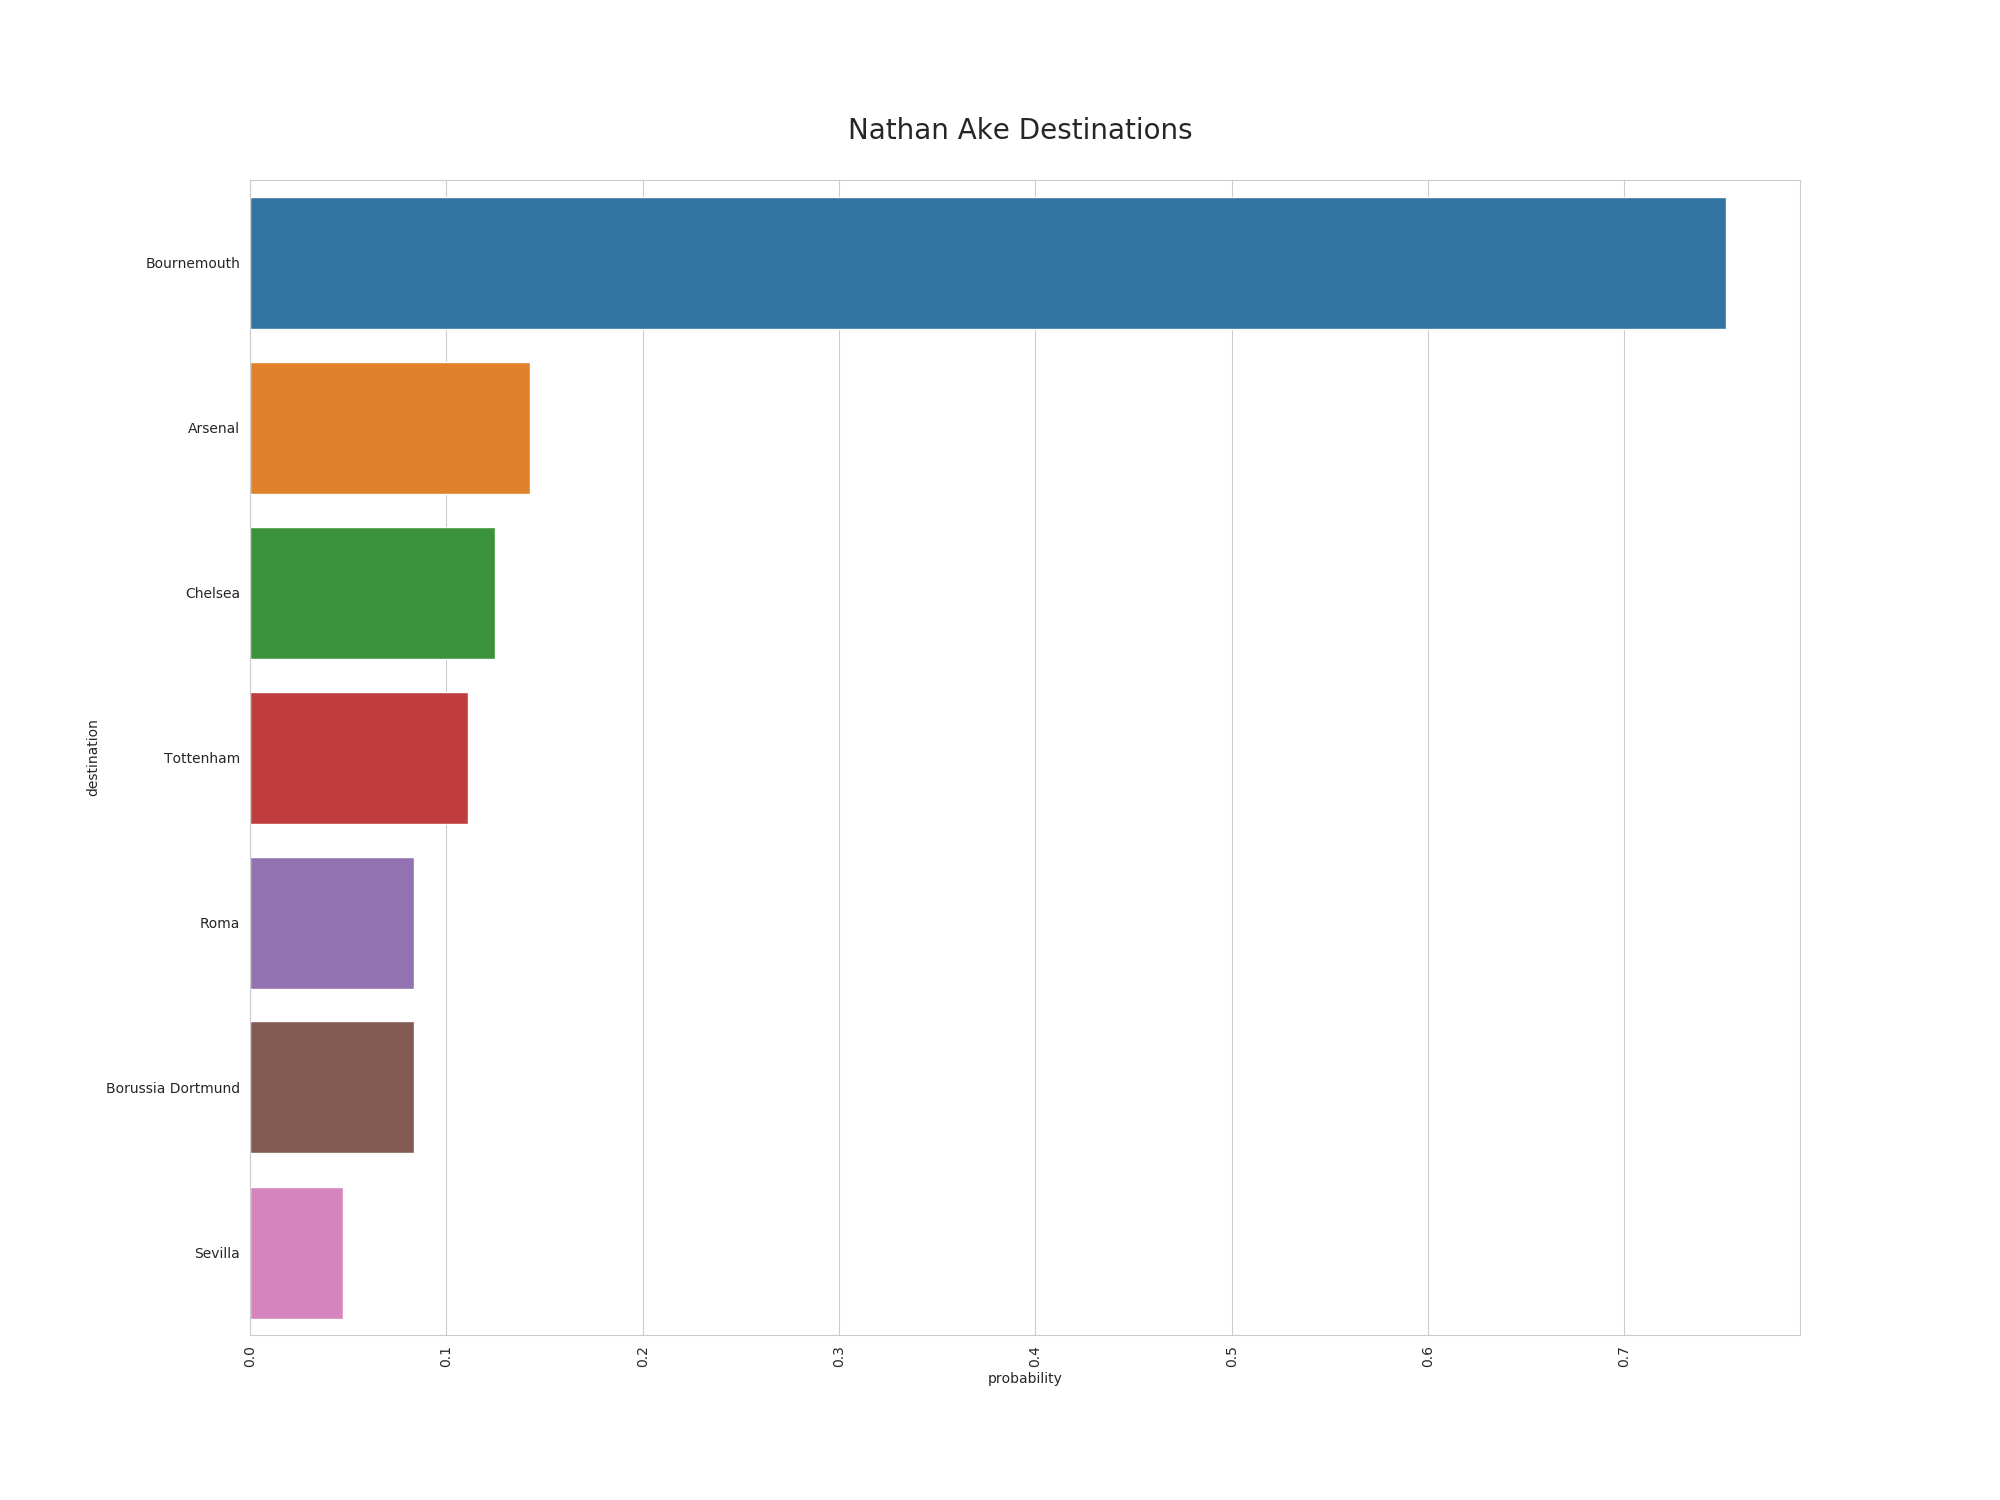 Nathan Ake Destinations
Bournemouth
Arsenal
Chelsea
Tottenham
Roma
Borussia Dortmund
Sevilla
destination
0.0
0.1
0.2
0.3
0.4
0.5
0.6
0.7
probability